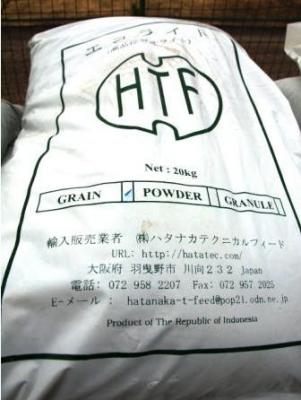 エコライト
HTF
Net : 20kg
GRAIN POWDER GRANULE
輸入販売業者 ㈱ハタナカテクニカルフィード
URL: http://hatatec.com/
大阪府 羽曳野市 川向232 Japan
電話: 072 958 2207 Fax: 072 957 2025
E-メール : hatanaka-t-feed@pop21.odn.ne.jp
Product of The Republic of Indonesia